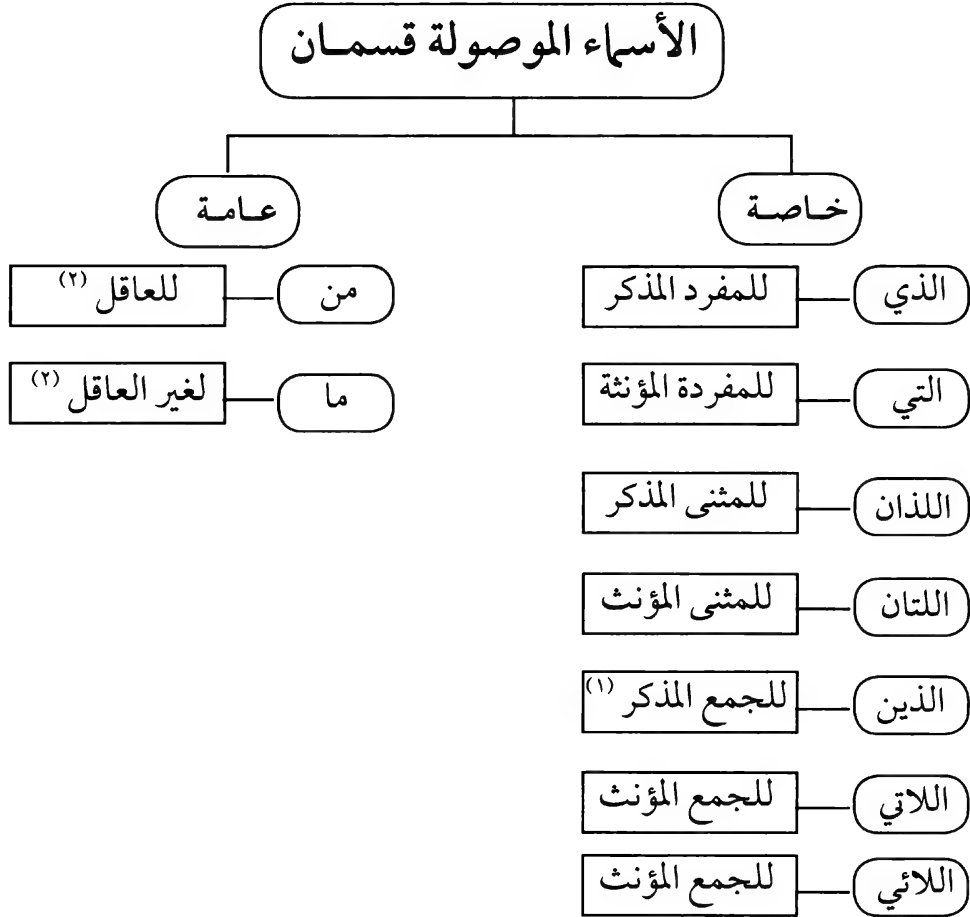 الأسماء الموصولة قسمان
خاصة
عامة
الذي
للمفرد المذكر
من
للعاقل (٢)
التي
للمفردة المؤنثة
ما
لغير العاقل (٢)
اللذان
للمثنى المذكر
اللتان
للمثنى المؤنث
الذين
للجمع المذكر (١)
اللاتي
للجمع المؤنث
اللائي
للجمع المؤنث